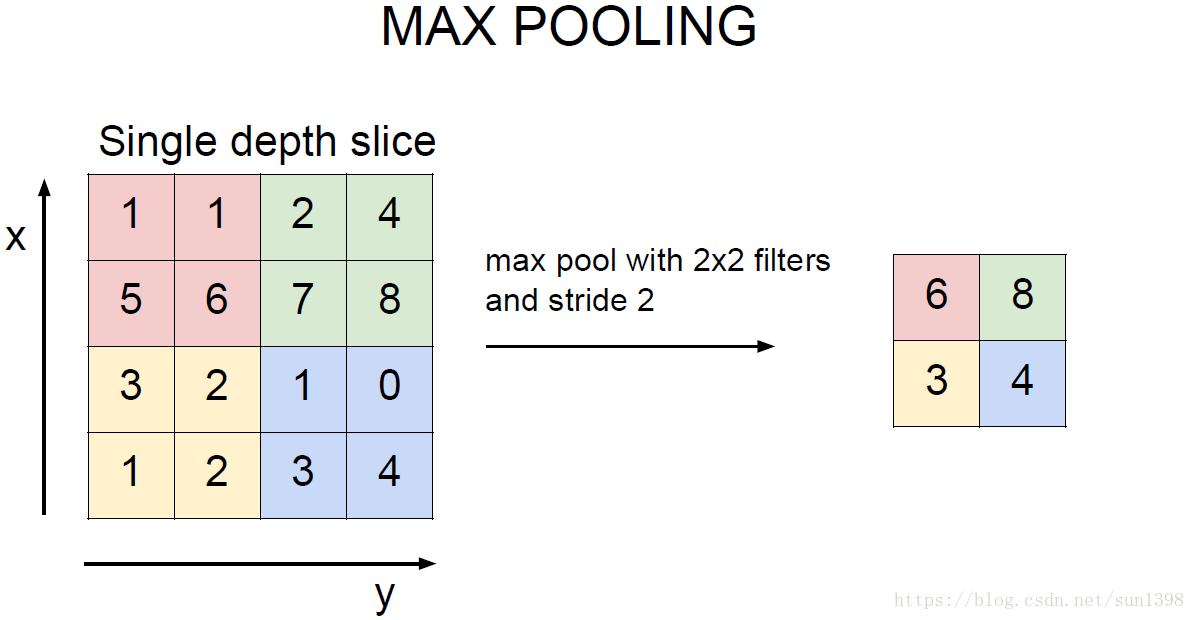 MAX POOLING
Single depth slice
x
1 1 2 4
5 6 7 8
3 2 1 0
1 2 3 4
y
max pool with 2x2 filters
and stride 2
6 8
3 4
https://blog.csdn.net/sun1398